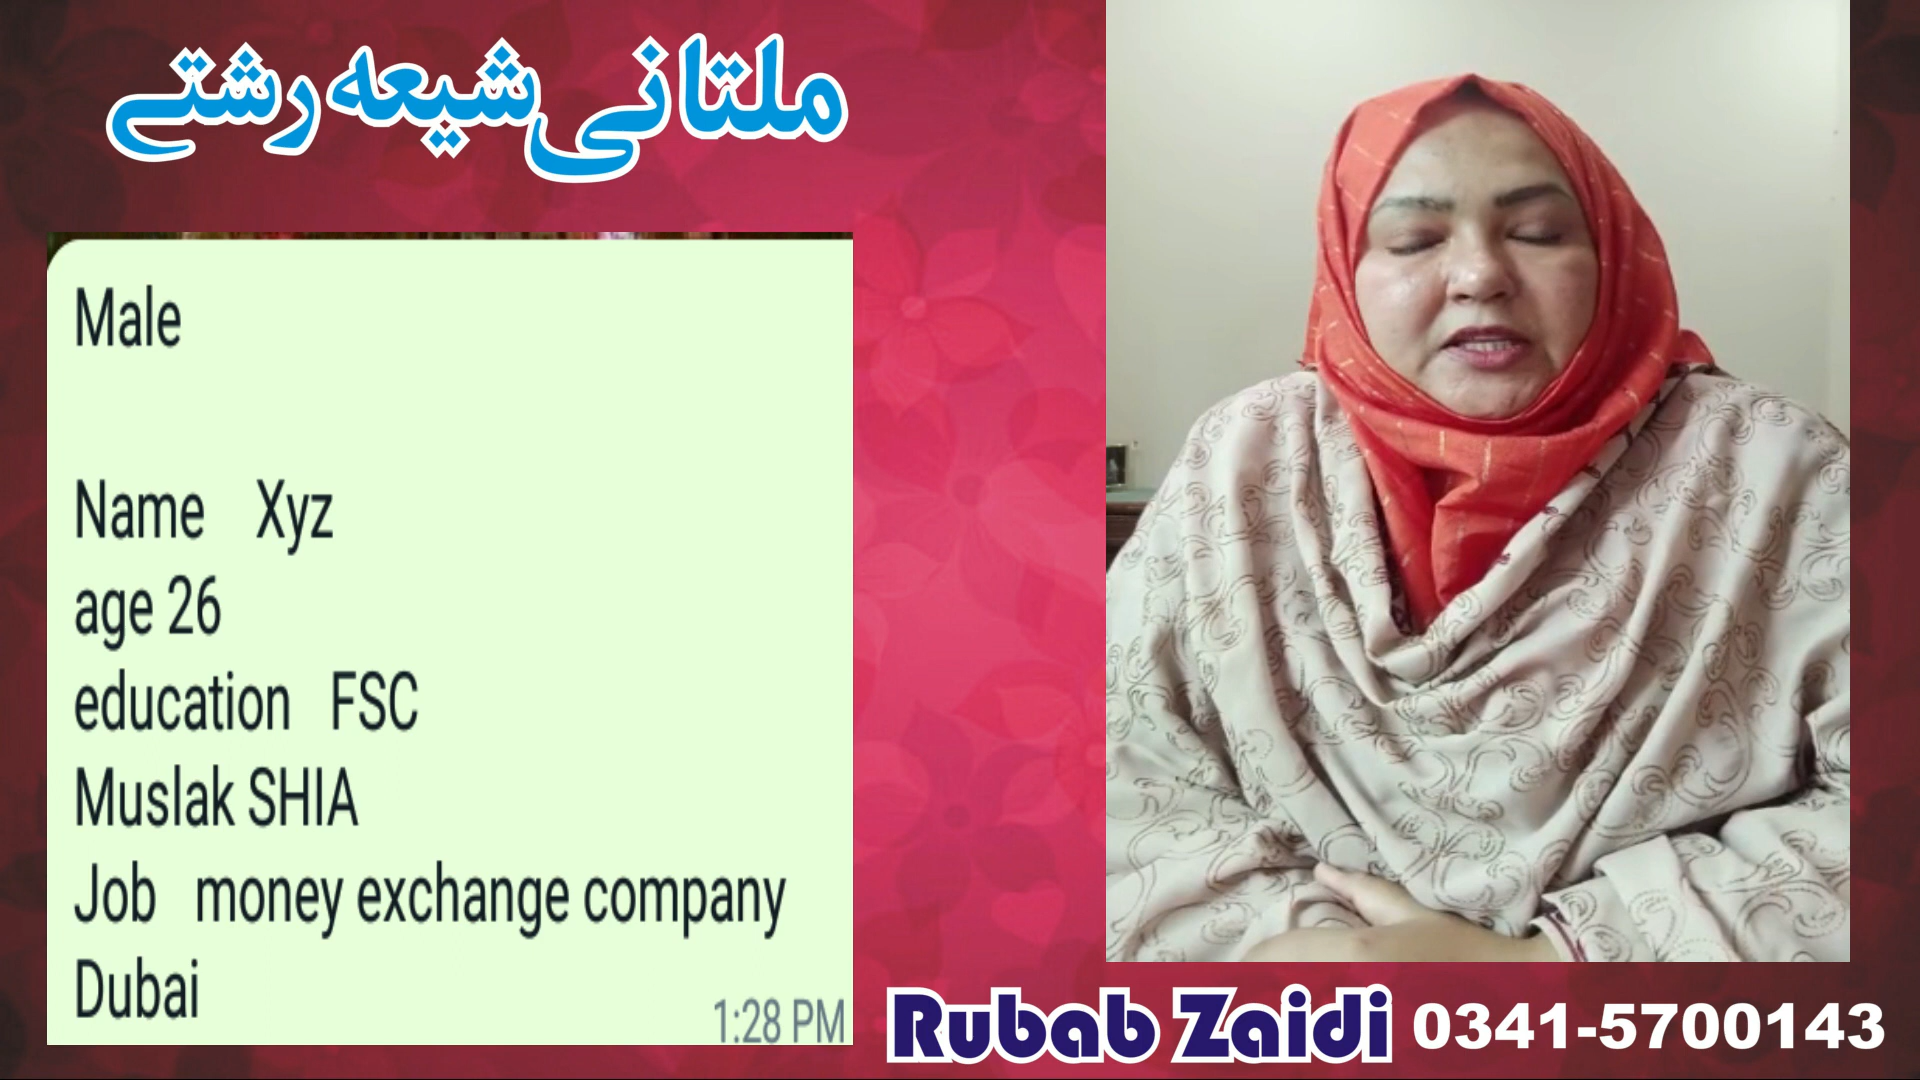 ملتانی شیعہ رشتے
Male
Name Xyz
age 26
education FSC
Muslak SHIA
Job money exchange company
Dubai
1:28 PM
Rubab Zaidi 0341-5700143